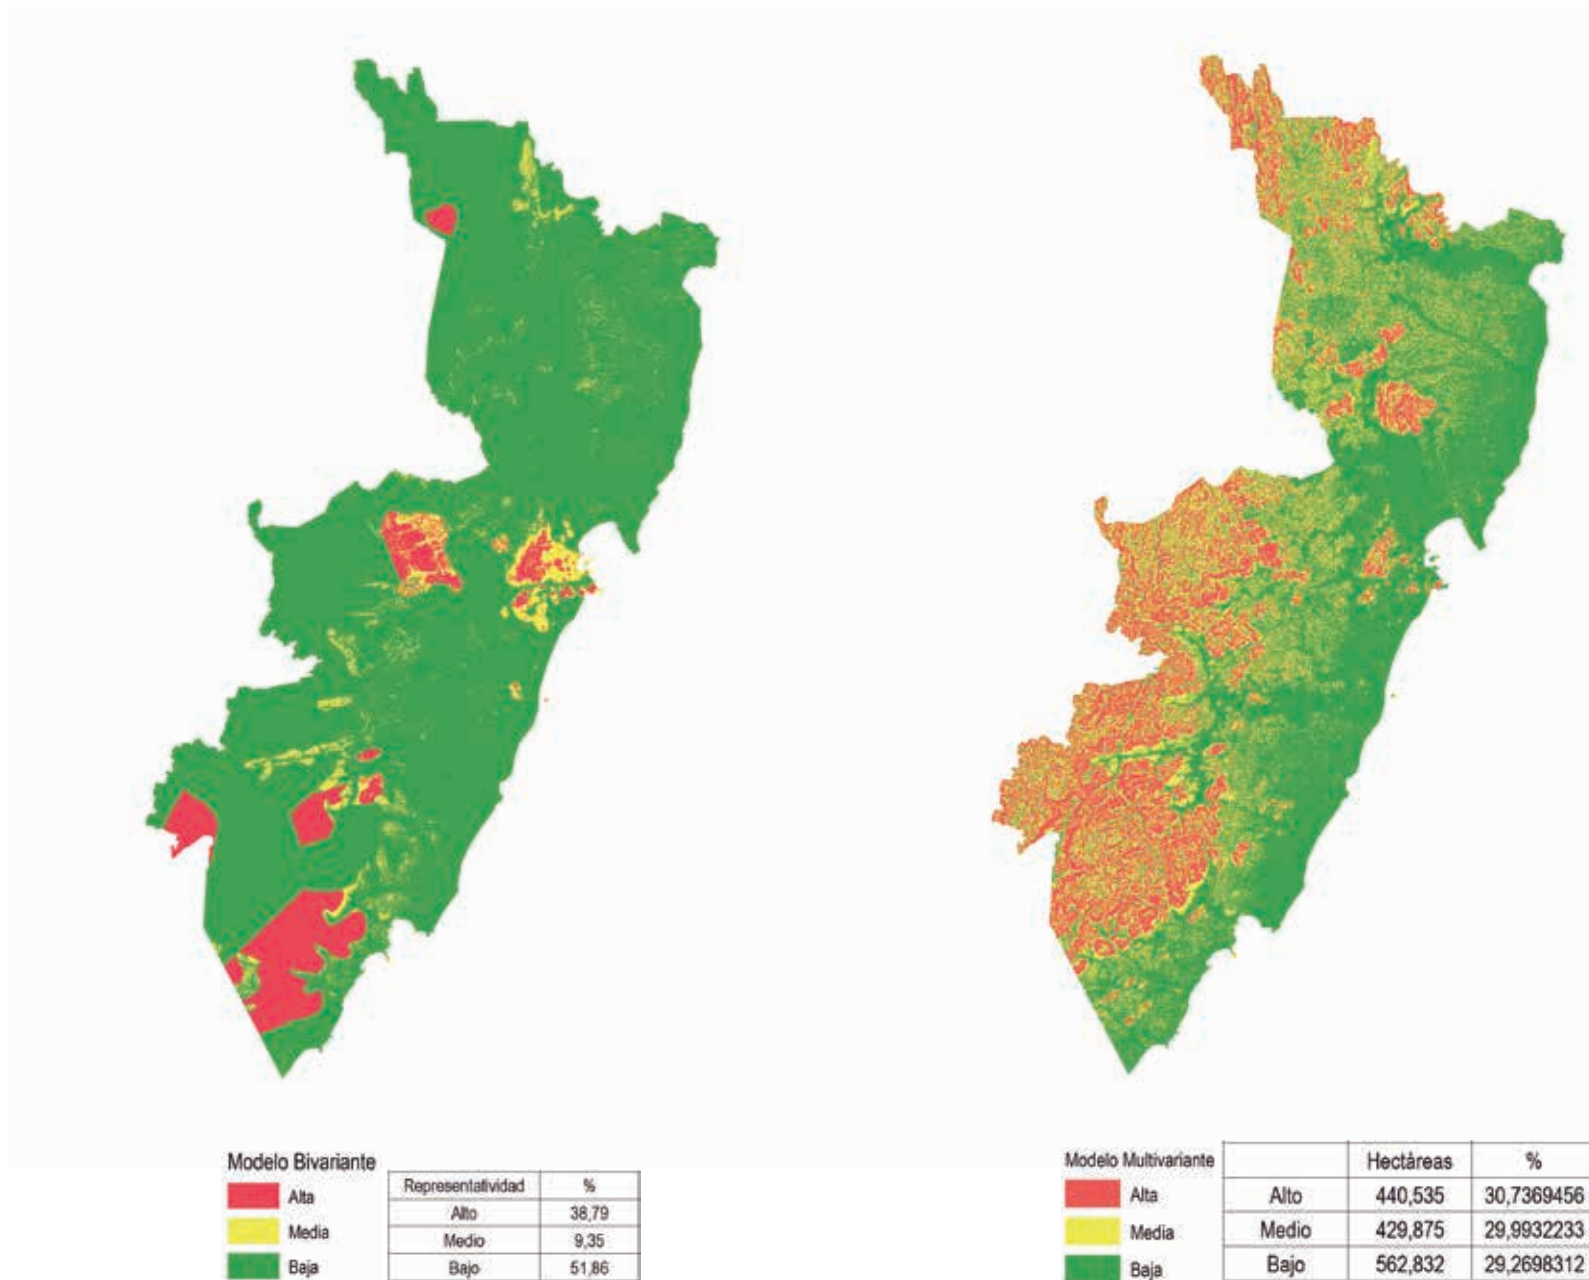 Modelo Bivariante
Alta
Media
Baja
Representatividad %
Alto 38,79
Medio 9,35
Bajo 51,86
Modelo Multivariante
Alta
Media
Baja
Hectáreas %
Alto 440,535 30,7369456
Medio 429,875 29,9932233
Bajo 562,832 29,2698312